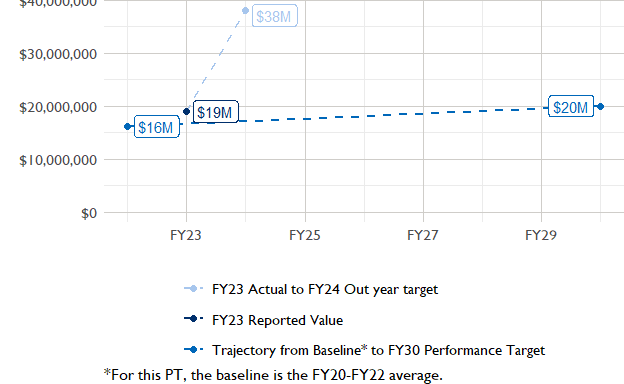 $40,000,000
$38M
$30,000,000
$20,000,000
$19M
$20M
$16M
$10,000,000
$0
FY23 FY25 FY27 FY29
FY23 Actual to FY24 Out year target
FY23 Reported Value
Trajectory from Baseline* to FY30 Performance Target
*For this PT, the baseline is the FY20-FY22 average.